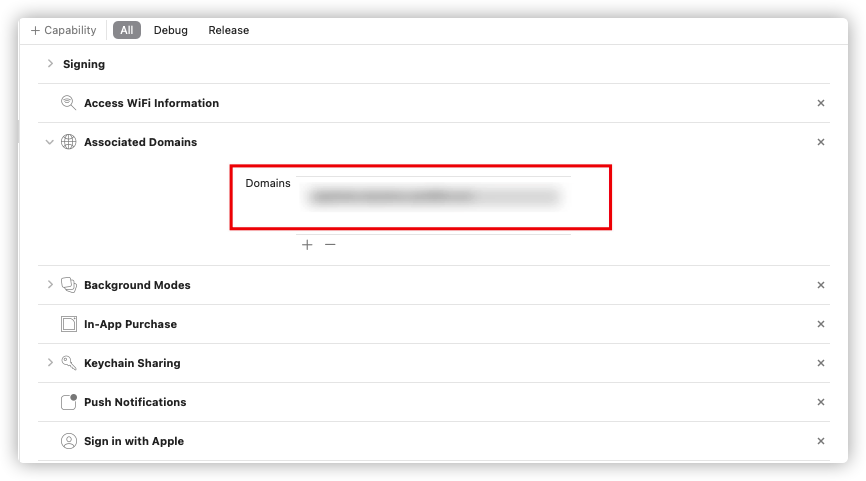 + Capability All Debug Release
Signing
Access WiFi Information
Associated Domains
Domains
Background Modes
In-App Purchase
Keychain Sharing
Push Notifications
Sign in with Apple